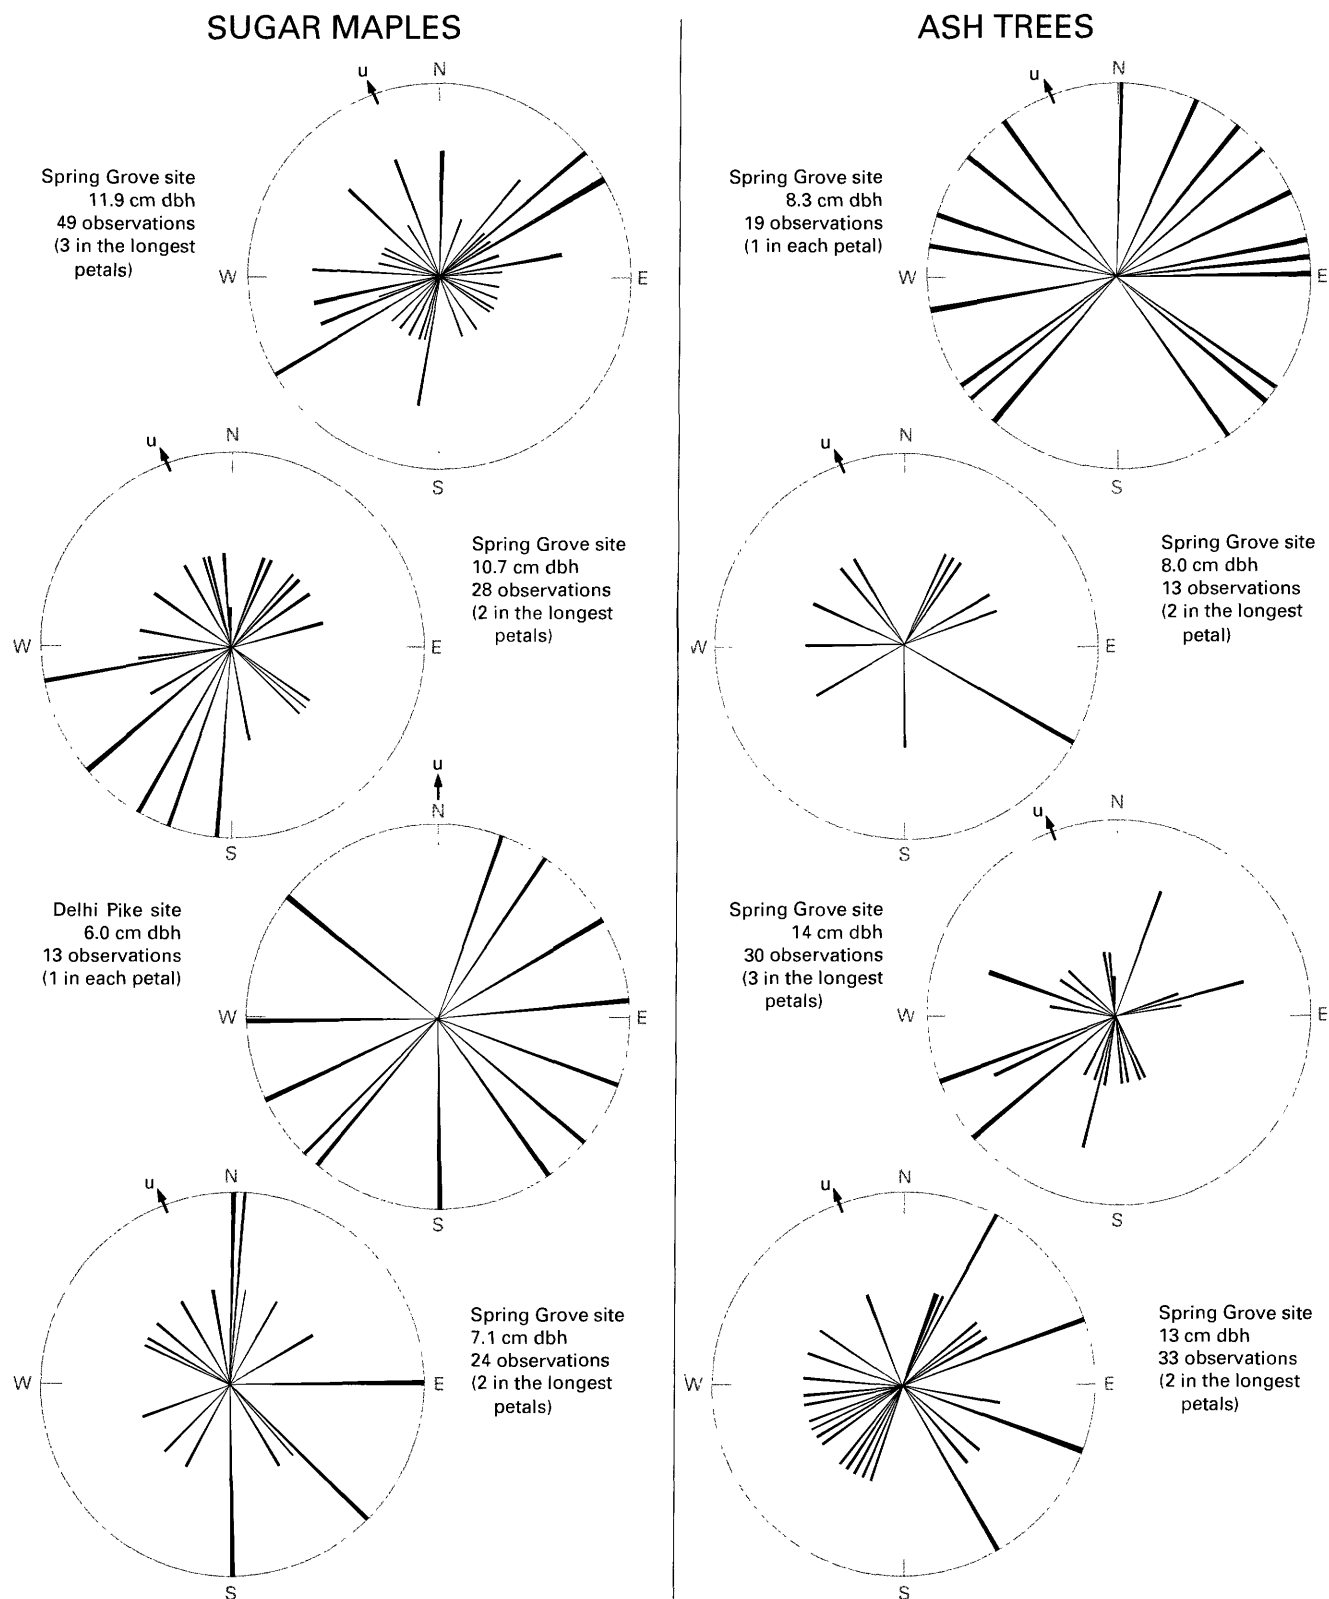 SUGAR MAPLES
u
N
Spring Grove site
11.9 cm dbh
49 observations
(3 in the longest
petals)
W
E
S
u
N
Spring Grove site
10.7 cm dbh
28 observations
(2 in the longest
petals)
W
E
S
u
N
Delhi Pike site
6.0 cm dbh
13 observations
(1 in each petal)
W
E
S
u
N
Spring Grove site
7.1 cm dbh
24 observations
(2 in the longest
petals)
W
E
S
ASH TREES
u
N
Spring Grove site
8.3 cm dbh
19 observations
(1 in each petal)
W
E
S
u
N
Spring Grove site
8.0 cm dbh
13 observations
(2 in the longest
petal)
W
E
S
u
N
Spring Grove site
14 cm dbh
30 observations
(3 in the longest
petals)
W
E
S
u
N
Spring Grove site
13 cm dbh
33 observations
(2 in the longest
petals)
W
E
S